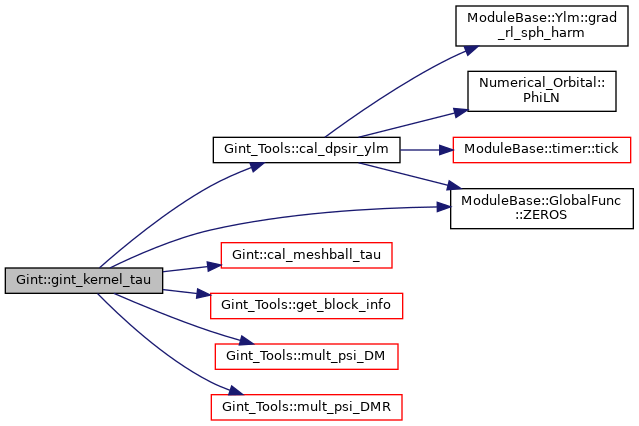 ModuleBase::Ylm::grad
_rl_sph_harm
Numerical_Orbital::
PhiLN
Gint_Tools::cal_dpsir_ylm
ModuleBase::timer::tick
ModuleBase::GlobalFunc
::ZEROS
Gint::cal_meshball_tau
Gint::gint_kernel_tau
Gint_Tools::get_block_info
Gint_Tools::mult_psi_DM
Gint_Tools::mult_psi_DMR